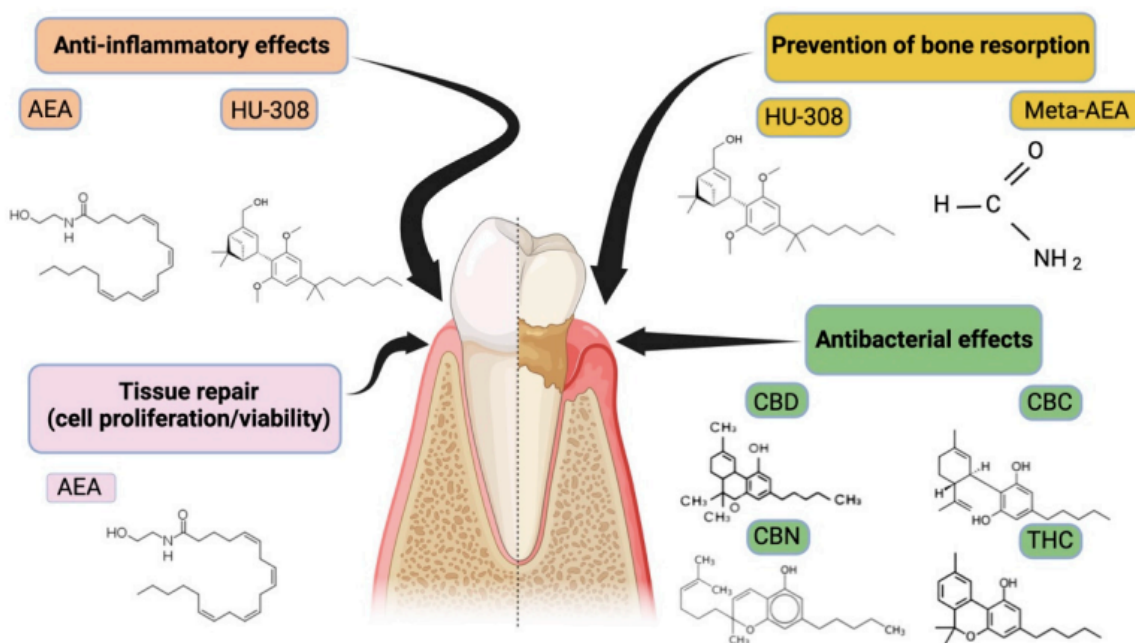 Anti-inflammatory effects
AEA
HU-308
HO
N
H
O
OH
O
O
Prevention of bone resorption
HU-308
Meta-AEA
OH
O
O
O
H
C
NH2
Tissue repair
(cell proliferation/viability)
AEA
HO
N
H
O
Antibacterial effects
CBD
CBC
CH3
OH
CH3
CH3
O
CH3
H
OH
H
HO
CBN
THC
CH3
CH3
OH
O
CH3
CH3
OH
O